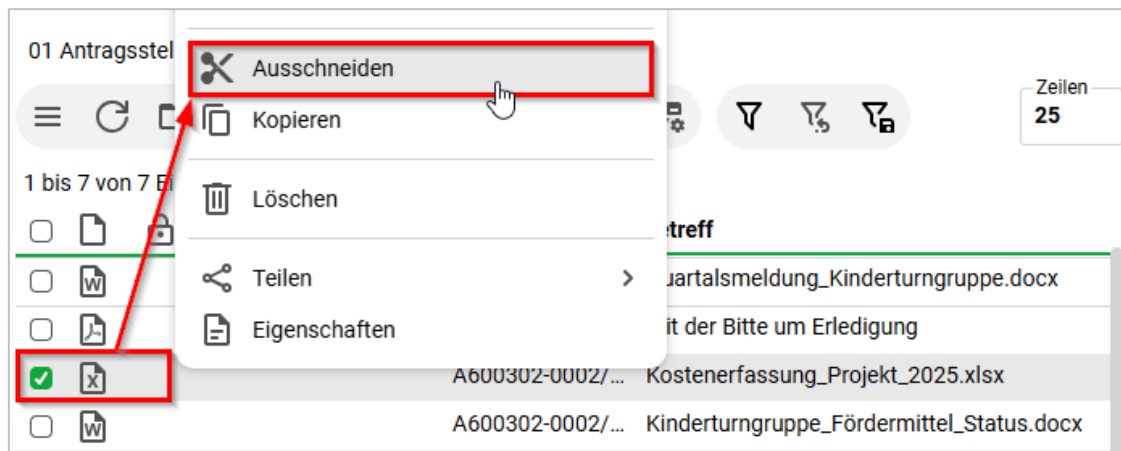 01 Antragsstel
Ausschneiden
Kopieren
Zeilen
25
1 bis 7 von 7 Ei
Löschen
etreff
Teilen
uartalsmeldung_Kinderturngruppe.docx
Eigenschaften
it der Bitte um Erledigung
A600302-0002/... Kostenerfassung_Projekt_2025.xlsx
A600302-0002/... Kinderturngruppe_Fördermittel_Status.docx